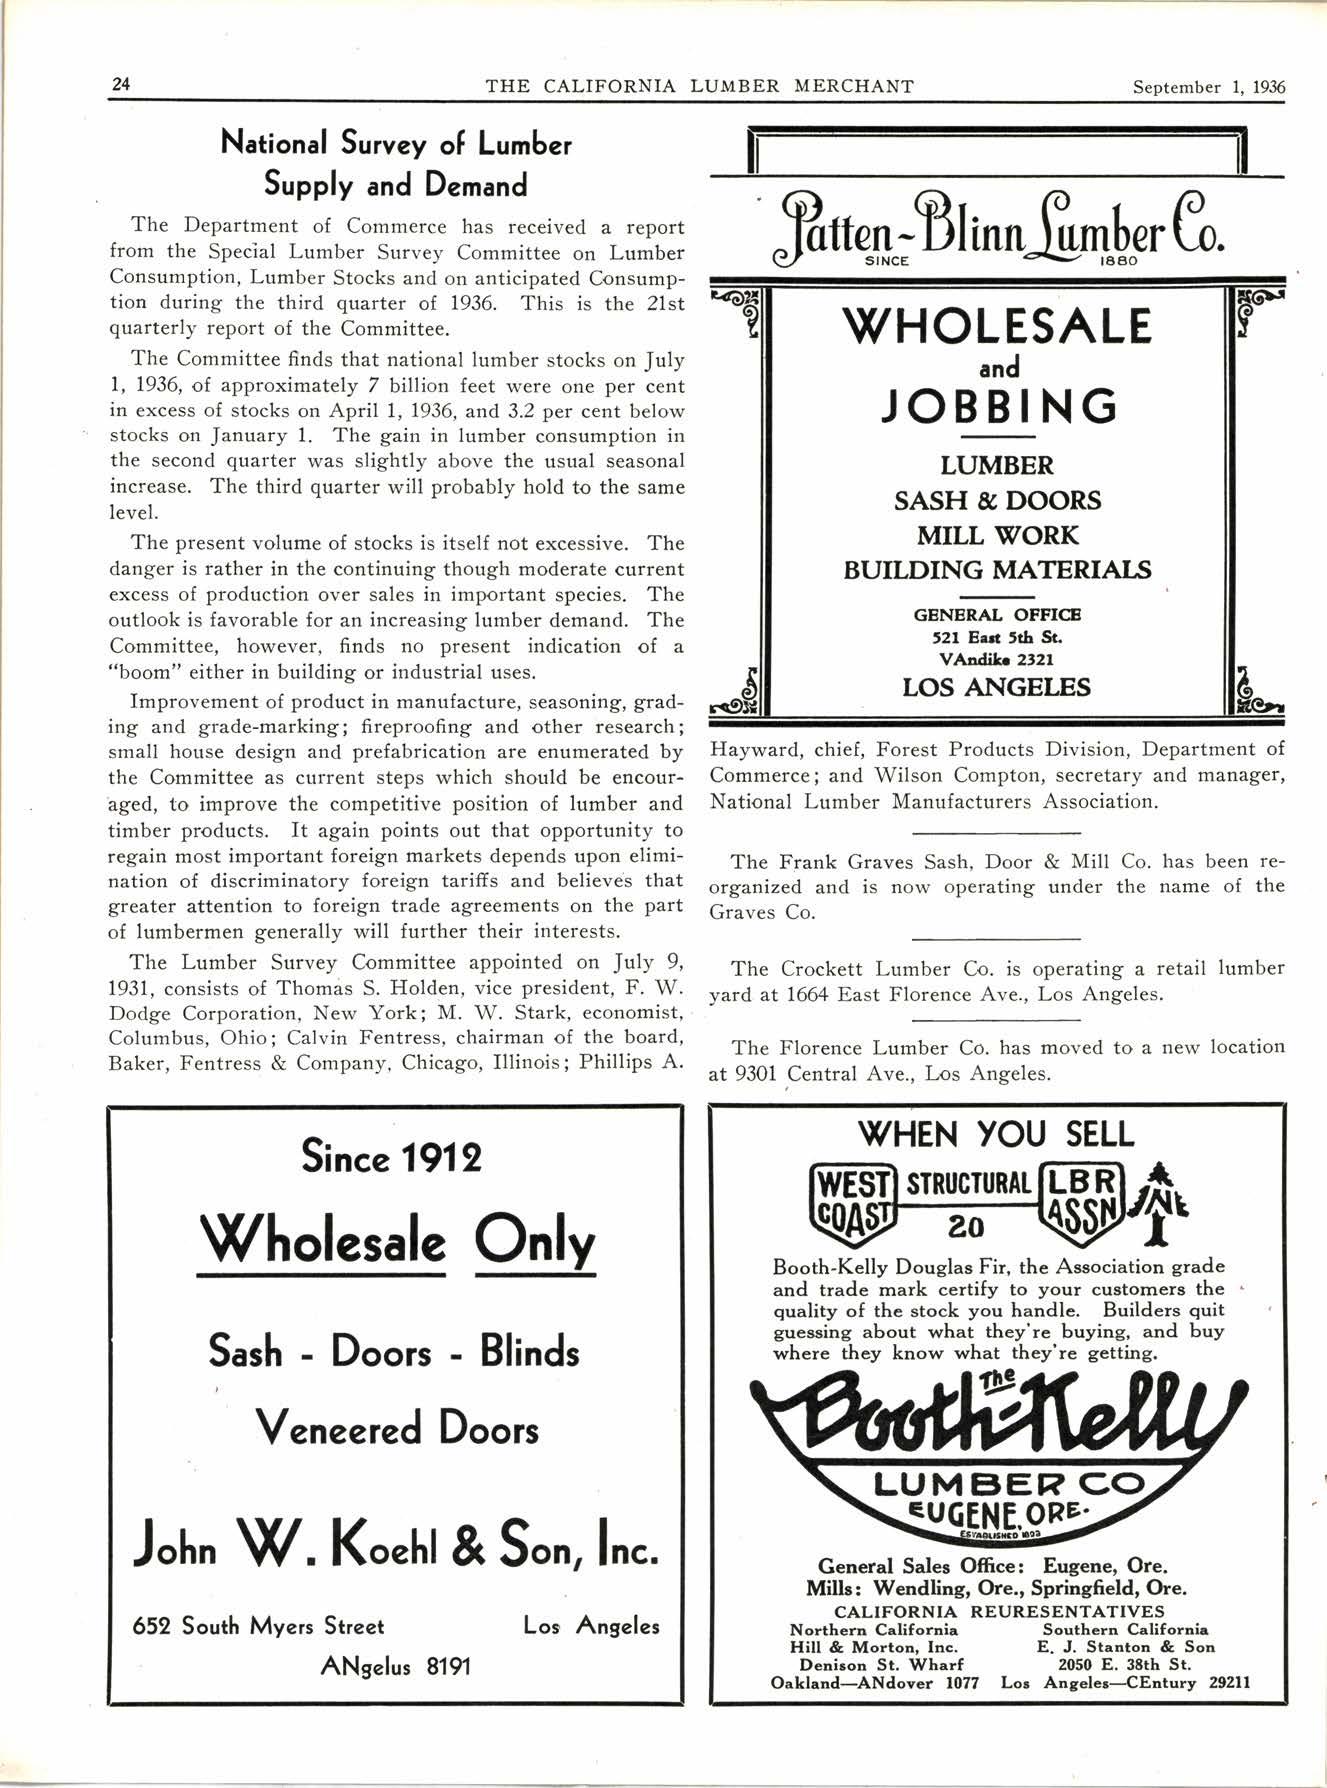 24
THE CALIFORNIA LUMBER MERCHANT
September 1, 1936
National Survey of Lumber
Supply and Demand
The Department of Commerce has received a report
from the Special Lumber Survey Committee on Lumber
Consumption, Lumber Stocks and on anticipated Consump-
tion during the third quarter of 1936. This is the 21st
quarterly report of the Committee.
The Committee finds that national lumber stocks on July
1, 1936, of approximately 7 billion feet were one per cent
in excess of stocks on April 1, 1936, and 3.2 per cent below
stocks on January 1. The gain in lumber consumption in
the second quarter was slightly above the usual seasonal
increase. The third quarter will probably hold to the same
level.
The present volume of stocks is itself not excessive. The
danger is rather in the continuing though moderate current
excess of production over sales in important species. The
outlook is favorable for an increasing lumber demand. The
Committee, however, finds no present indication of a
“boom” either in building or industrial uses.
Improvement of product in manufacture, seasoning, grad-
ing and grade-marking; fireproofing and other research;
small house design and prefabrication are enumerated by
the Committee as current steps which should be encour-
aged, to improve the competitive position of lumber and
timber products. It again points out that opportunity to
regain most important foreign markets depends upon elimi-
nation of discriminatory foreign tariffs and believes that
greater attention to foreign trade agreements on the part
of lumbermen generally will further their interests.
The Lumber Survey Committee appointed on July 9,
1931, consists of Thomas S. Holden, vice president, F. W.
Dodge Corporation, New York; M. W. Stark, economist,
Columbus, Ohio; Calvin Fentress, chairman of the board,
Baker, Fentress & Company, Chicago, Illinois; Phillips A.
Patten-Blinn Lumber Co.
SINCE 1880
WHOLESALE
and
JOBBING
LUMBER
SASH & DOORS
MILL WORK
BUILDING MATERIALS
GENERAL OFFICE
521 East 5th St.
VAndike 2321
LOS ANGELES
Hayward, chief, Forest Products Division, Department of
Commerce; and Wilson Compton, secretary and manager,
National Lumber Manufacturers Association.
The Frank Graves Sash, Door & Mill Co. has been re-
organized and is now operating under the name of the
Graves Co.
The Crockett Lumber Co. is operating a retail lumber
yard at 1664 East Florence Ave., Los Angeles.
The Florence Lumber Co. has moved to a new location
at 9301 Central Ave., Los Angeles.
Since 1912
Wholesale Only
Sash - Doors - Blinds
Veneered Doors
John W. Koehl & Son, Inc.
652 South Myers Street Los Angeles
ANgelus 8191
WHEN YOU SELL
WEST COAST STRUCTURAL 20 LBR ASSN
Booth-Kelly Douglas Fir, the Association grade
and trade mark certify to your customers the
quality of the stock you handle. Builders quit
guessing about what they're buying, and buy
where they know what they're getting.
The
Booth-Kelly
LUMBER CO
EUGENE, ORE.
ESTABLISHED
General Sales Office: Eugene, Ore.
Mills: Wendling, Ore., Springfield, Ore.
CALIFORNIA REURESENTATIVES
Northern California Southern California
Hill & Morton, Inc. E. J. Stanton & Son
Denison St. Wharf 2050 E. 38th St.
Oakland—ANdover 1077 Los Angeles—CEntury 29211